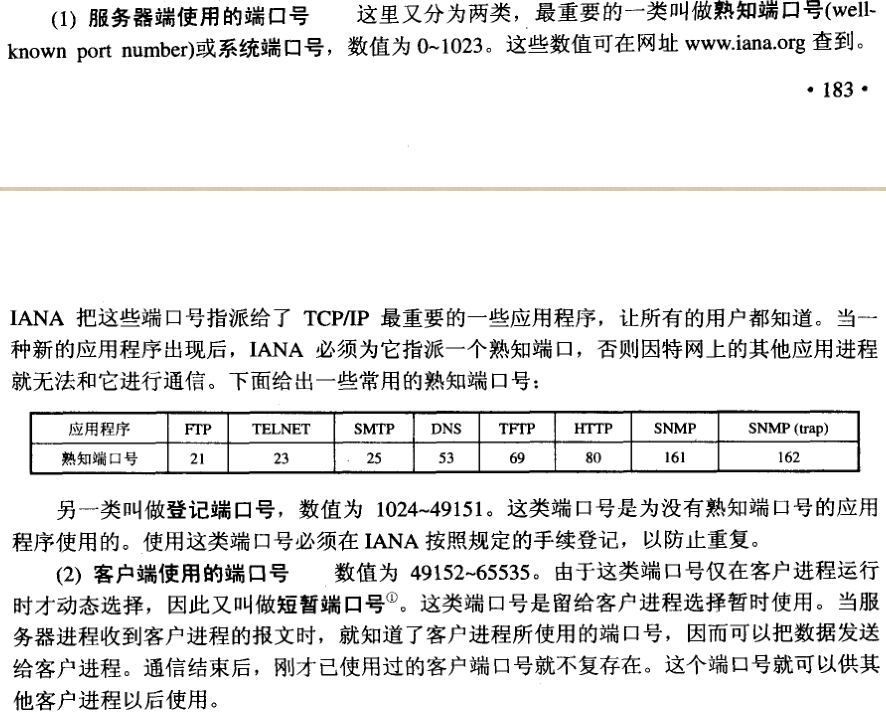 (1) 服务器端使用的端口号 这里又分为两类，最重要的一类叫做熟知端口号(well-
known port number)或系统端口号，数值为 0~1023。这些数值可在网址 www.iana.org 查到。
• 183 •
IANA 把这些端口号指派给了 TCP/IP 最重要的一些应用程序，让所有的用户都知道。当一
种新的应用程序出现后，IANA 必须为它指派一个熟知端口，否则因特网上的其他应用进程
就无法和它进行通信。下面给出一些常用的熟知端口号：
应用程序 FTP TELNET SMTP DNS TFTP HTTP SNMP SNMP (trap)
熟知端口号 21 23 25 53 69 80 161 162
另一类叫做登记端口号，数值为 1024~49151。这类端口号是为没有熟知端口号的应用
程序使用的。使用这类端口号必须在 IANA 按照规定的手续登记，以防止重复。
(2) 客户端使用的端口号 数值为 49152~65535。由于这类端口号仅在客户进程运行
时才动态选择，因此又叫做短暂端口号①。这类端口号是留给客户进程选择暂时使用。当服
务器进程收到客户进程的报文时，就知道了客户进程所使用的端口号，因而可以把数据发送
给客户进程。通信结束后，刚才已使用过的客户端口号就不复存在。这个端口号就可以供其
他客户进程以后使用。